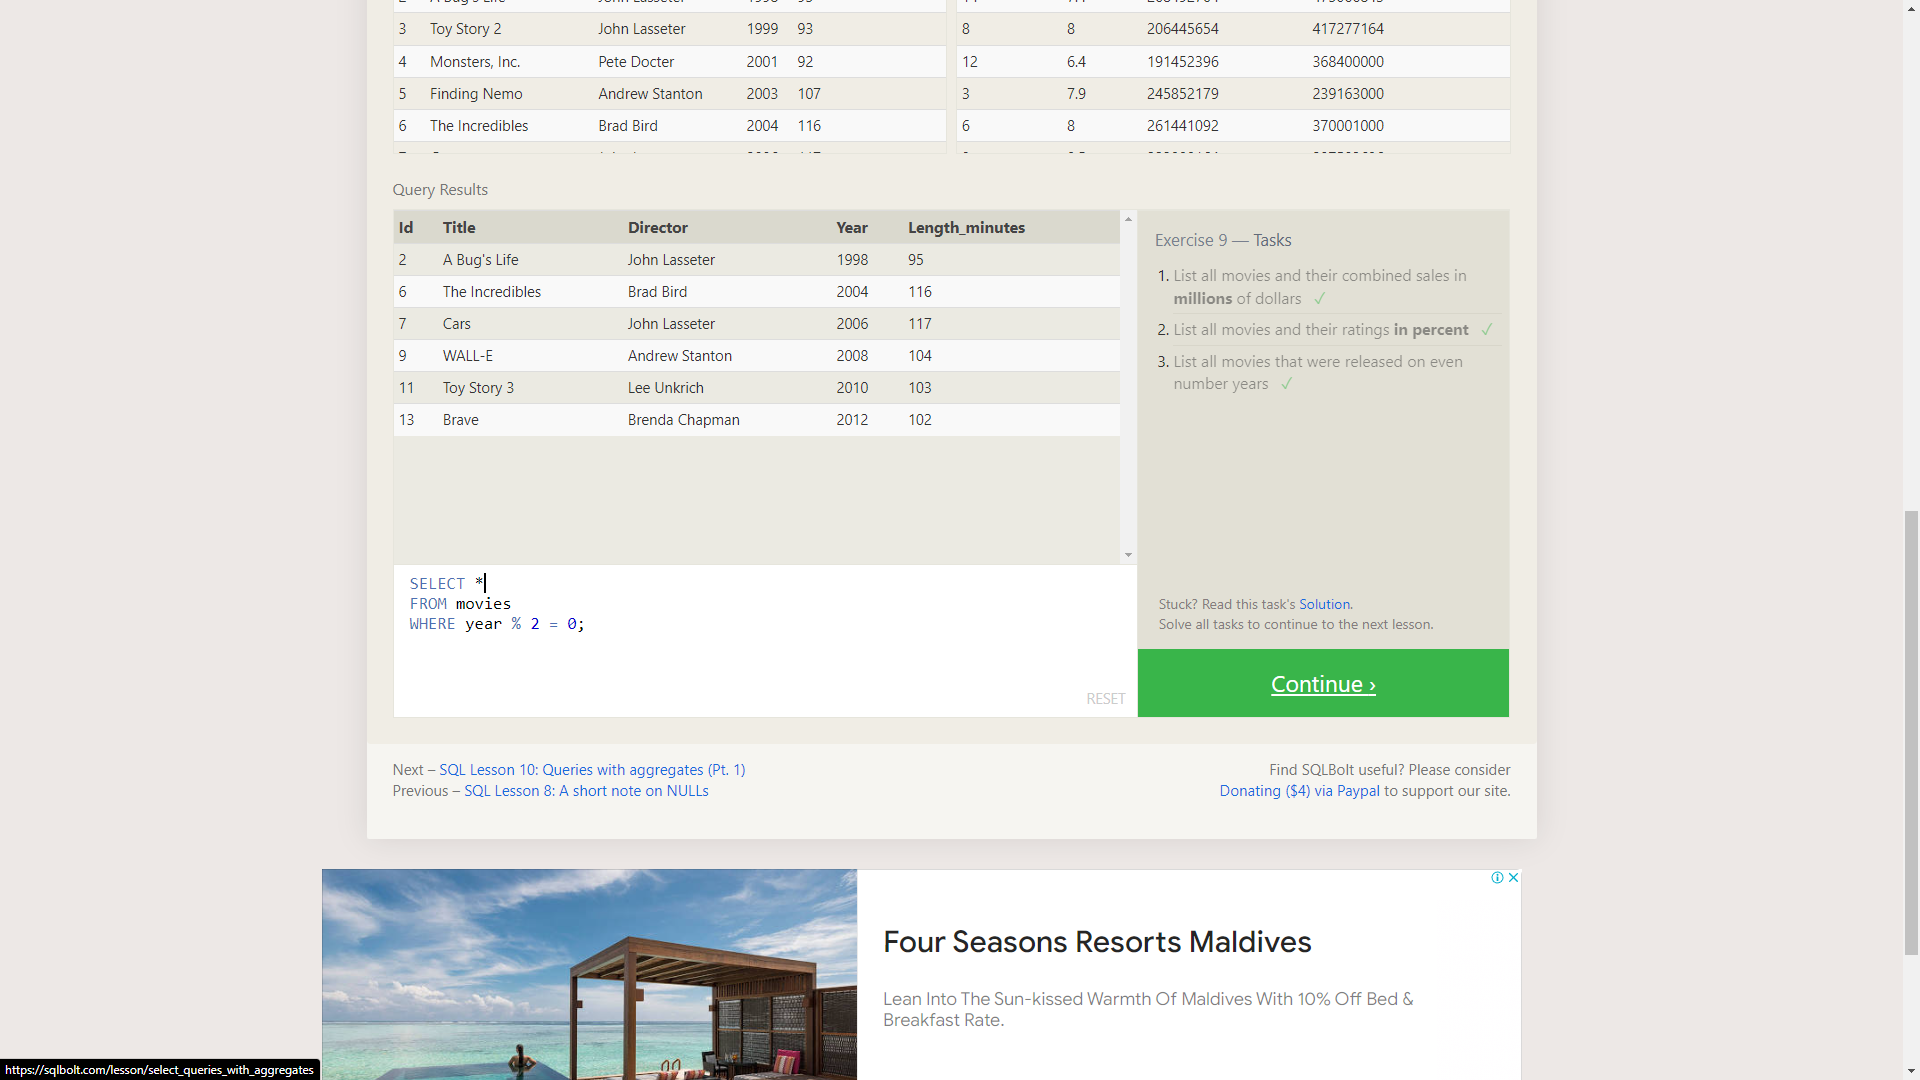 3 Toy Story 2 John Lasseter 1999 93 8 8 206445654 417277164
4 Monsters, Inc. Pete Docter 2001 92 12 6.4 191452396 368400000
5 Finding Nemo Andrew Stanton 2003 107 3 7.9 245852179 239163000
6 The Incredibles Brad Bird 2004 116 6 8 261441092 370001000
Query Results
Id Title Director Year Length_minutes
2 A Bug's Life John Lasseter 1998 95
6 The Incredibles Brad Bird 2004 116
7 Cars John Lasseter 2006 117
9 WALL-E Andrew Stanton 2008 104
11 Toy Story 3 Lee Unkrich 2010 103
13 Brave Brenda Chapman 2012 102
Exercise 9 — Tasks
1. List all movies and their combined sales in
millions of dollars ✓
2. List all movies and their ratings in percent ✓
3. List all movies that were released on even
number years ✓
SELECT *
FROM movies
WHERE year % 2 = 0;
RESET
Stuck? Read this task's Solution.
Solve all tasks to continue to the next lesson.
Continue ›
Next – SQL Lesson 10: Queries with aggregates (Pt. 1)
Previous – SQL Lesson 8: A short note on NULLs
Find SQLBolt useful? Please consider
Donating ($4) via Paypal to support our site.
Four Seasons Resorts Maldives
Lean Into The Sun-kissed Warmth Of Maldives With 10% Off Bed &
Breakfast Rate.
https://sqlbolt.com/lesson/select_queries_with_aggregates